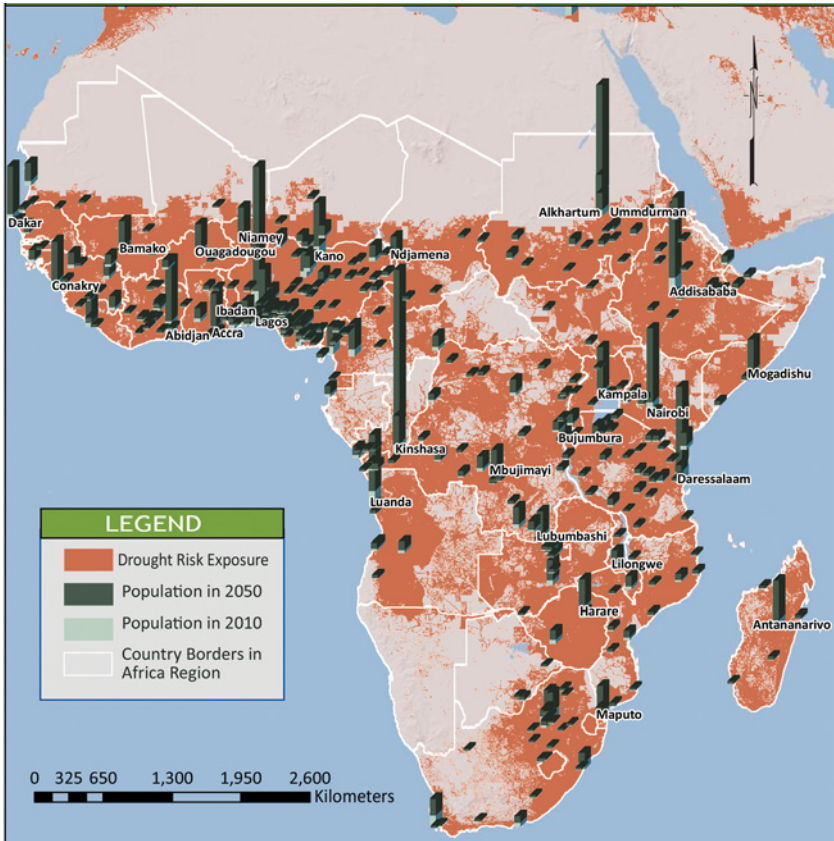 N
Alkhartum
Ummdurman
Dakar
Niamey
Bamako
Ouagadougou
Kano
Ndjamena
Addisababa
Conakry
Ibadan
Lagos
Abidjan
Accra
Mogadishu
Kampala
Nairobi
Bujumbura
Kinshasa
Mbujimayi
Daressalaam
Luanda
Lubumbashi
Lilongwe
Harare
Antananarivo
Maputo
LEGEND
Drought Risk Exposure
Population in 2050
Population in 2010
Country Borders in
Africa Region
0 325 650 1,300 1,950 2,600
Kilometers